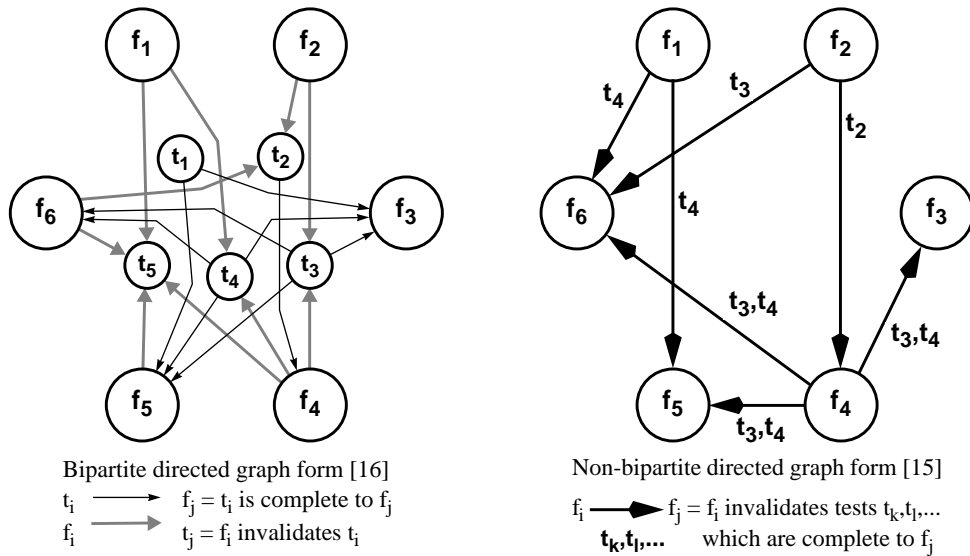 f1
f2
t1
t2
f6
f3
t5
t4
t3
f5
f4
Bipartite directed graph form [16]
ti fj = ti is complete to fj
fi tj = fi invalidates ti
f1
f2
t4
t3
t2
f6
t4
f3
t3,t4
t3,t4
f5
t3,t4
f4
Non-bipartite directed graph form [15]
fi fj = fi invalidates tests tk,tl,...
tk,tl,... which are complete to fj